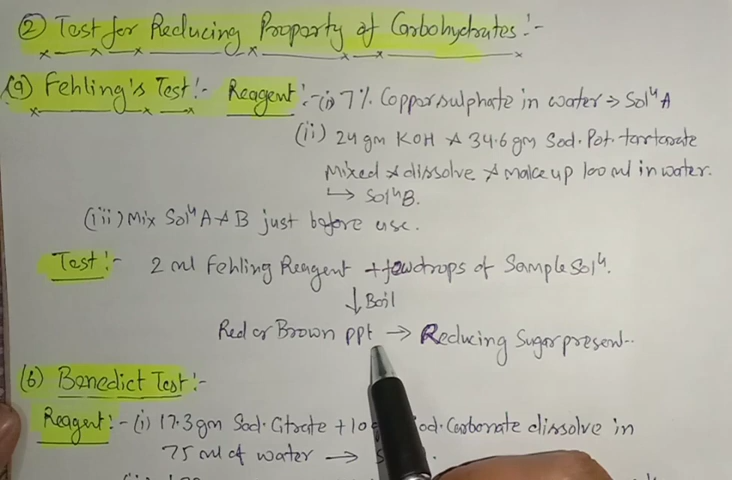 ② Test for Reducing Property of Carbohydrates:-
(a) Fehling's Test:- Reagent:- (i) 7% Copper sulphate in water → Solⁿ A
(ii) 24 gm KOH & 34.6 gm Sod. Pot. tartarate
Mixed & dissolve & make up 100 ml in water.
↳ Solⁿ B.
(iii) Mix Solⁿ A & B just before use.
Test:- 2 ml Fehling Reagent + few drops of Sample Solⁿ.
↓ Boil
Red or Brown ppt → Reducing Sugar present..
(b) Benedict Test:-
Reagent:- (i) 17.3 gm Sod. Citrate + 10 Sod. Carbonate dissolve in
75 ml of water →